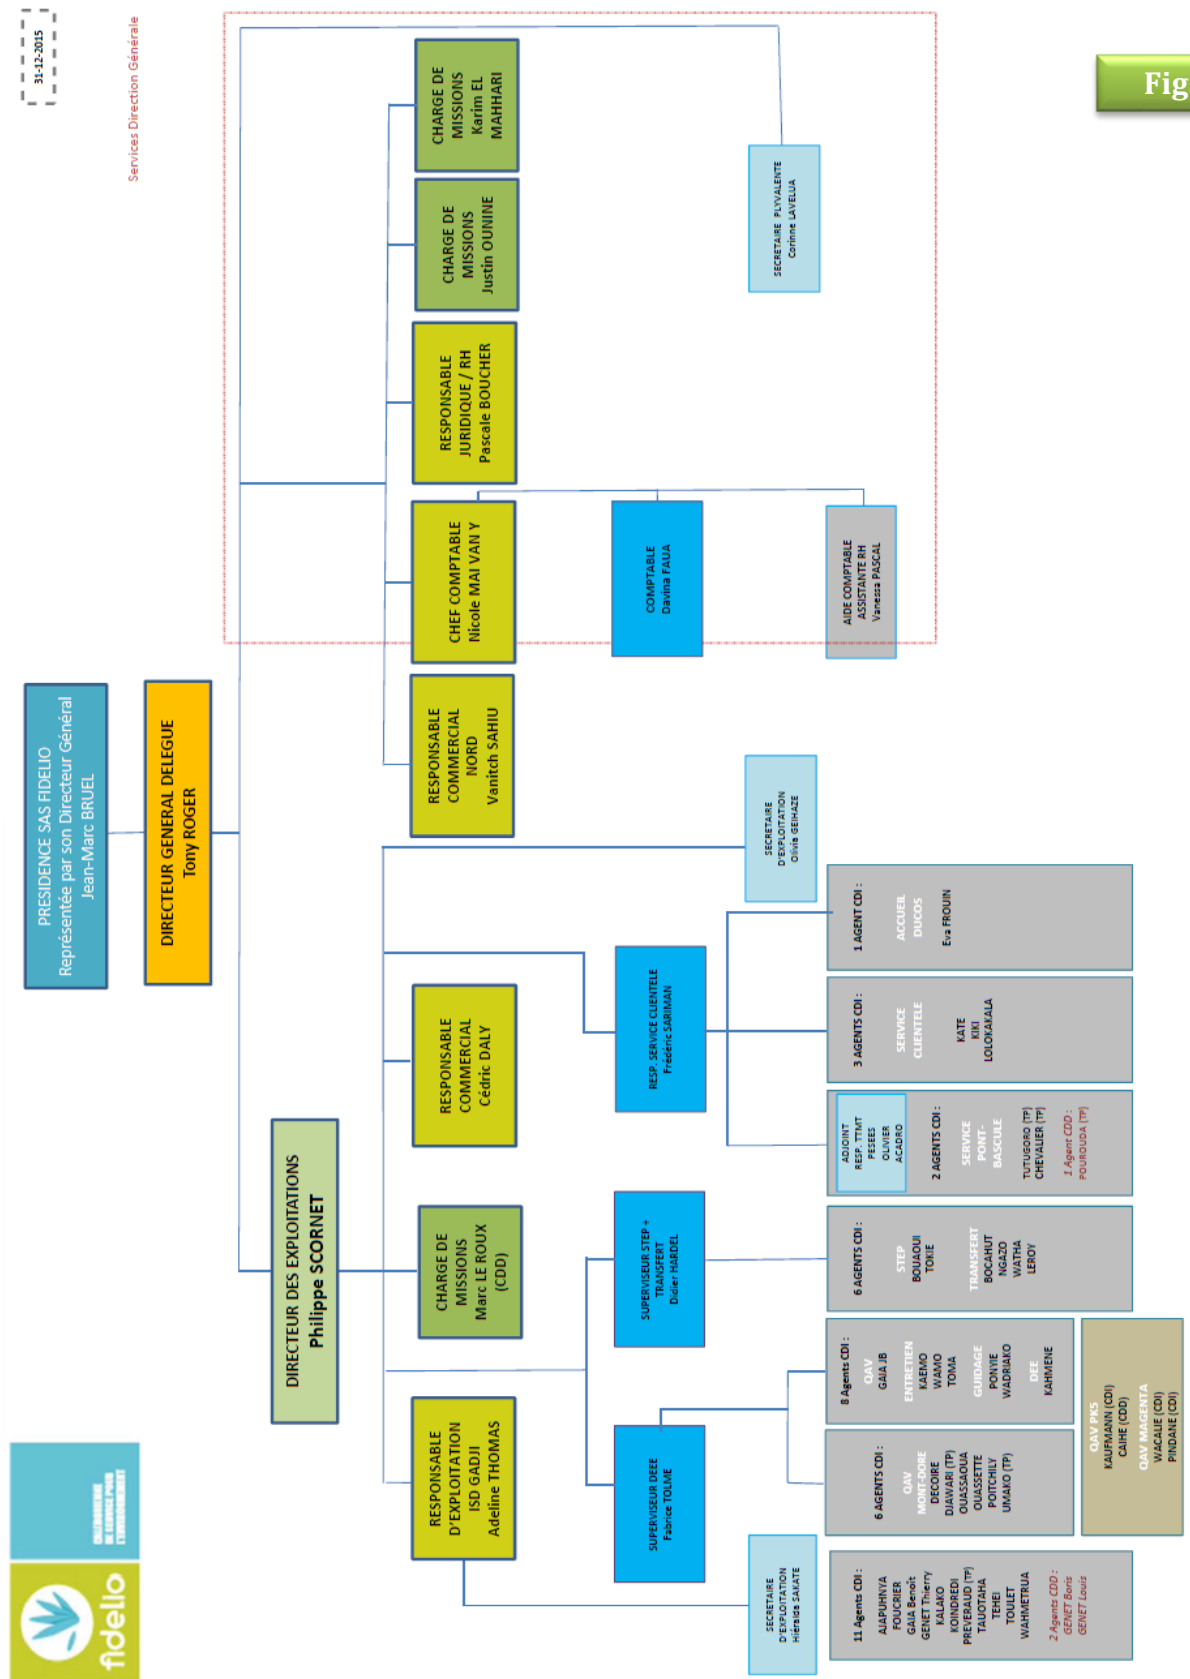 fidelio
CALEDONIENNE
DE SERVICE POUR
L'ENVIRONNEMENT
31-12-2015
Services Direction Générale
Fig
PRESIDENCE SAS FIDELIO
Représentée par son Directeur Général
Jean-Marc BRUEL
DIRECTEUR GENERAL DELEGUE
Tony ROGER
DIRECTEUR DES EXPLOITATIONS
Philippe SCORNET
RESPONSABLE
D'EXPLOITATION
ISD GADJI
Adeline THOMAS
CHARGE DE
MISSIONS
Marc LE ROUX
(CDD)
RESPONSABLE
COMMERCIAL
Cédric DALY
RESPONSABLE
COMMERCIAL
NORD
Vanitch SAHIU
CHEF COMPTABLE
Nicole MAI VAN Y
RESPONSABLE
JURIDIQUE / RH
Pascale BOUCHER
CHARGE DE
MISSIONS
Justin OUNINE
CHARGE DE
MISSIONS
Karim EL
MAHHARI
SUPERVISEUR DEEE
Fabrice TOLME
SUPERVISEUR STEP +
TRANSFERT
Didier HARDEL
RESP. SERVICE CLIENTELE
Frédéric SARIMAN
COMPTABLE
Davina FAUA
SECRETAIRE
D'EXPLOITATION
Hiéralda SAKATE
SECRETAIRE
D'EXPLOITATION
Olivia GEIHAZE
SECRETAIRE PLYVALENTE
Corinne LAVELUA
AIDE COMPTABLE
ASSISTANTE RH
Vanessa PASCAL
11 Agents CDI :
AJAPUHNYA
FOUCRIER
GAIA Benoît
GENET Thierry
KALAKO
KOINDREDI
PREVERAUD (TP)
TAUOTAHA
TEHEI
TOULET
WAHMETRUA
2 Agents CDD :
GENET Boris
GENET Louis
6 AGENTS CDI :
QAV
MONT-DORE
DECOIRE
DJAWARI (TP)
OUASSAOUA
OUASSETTE
POITCHILY
UMAKO (TP)
8 Agents CDI :
QAV
GAIA JB
ENTRETIEN
KAEMO
WAMO
TOMA
GUIDAGE
PONYIE
WADRIAKO
DEE
KAHMENE
QAV PK5
KAUFMANN (CDI)
CAIHE (CDD)
QAV MAGENTA
WACALIE (CDI)
PINDANE (CDI)
6 AGENTS CDI :
STEP
BOUAOUI
TOKIE
TRANSFERT
BOCAHUT
NGAZO
WATHA
LEROY
ADJOINT
RESP. TTMT
PESEES
OLIVIER
ACADRO
2 AGENTS CDI :
SERVICE
PONT-
BASCULE
TUTUGORO (TP)
CHEVALIER (TP)
1 Agent CDD :
POUROUDA (TP)
3 AGENTS CDI :
SERVICE
CLIENTELE
KATE
KIKI
LOLOKAKALA
1 AGENT CDI :
ACCUEIL
DUCOS
Eva FROUIN